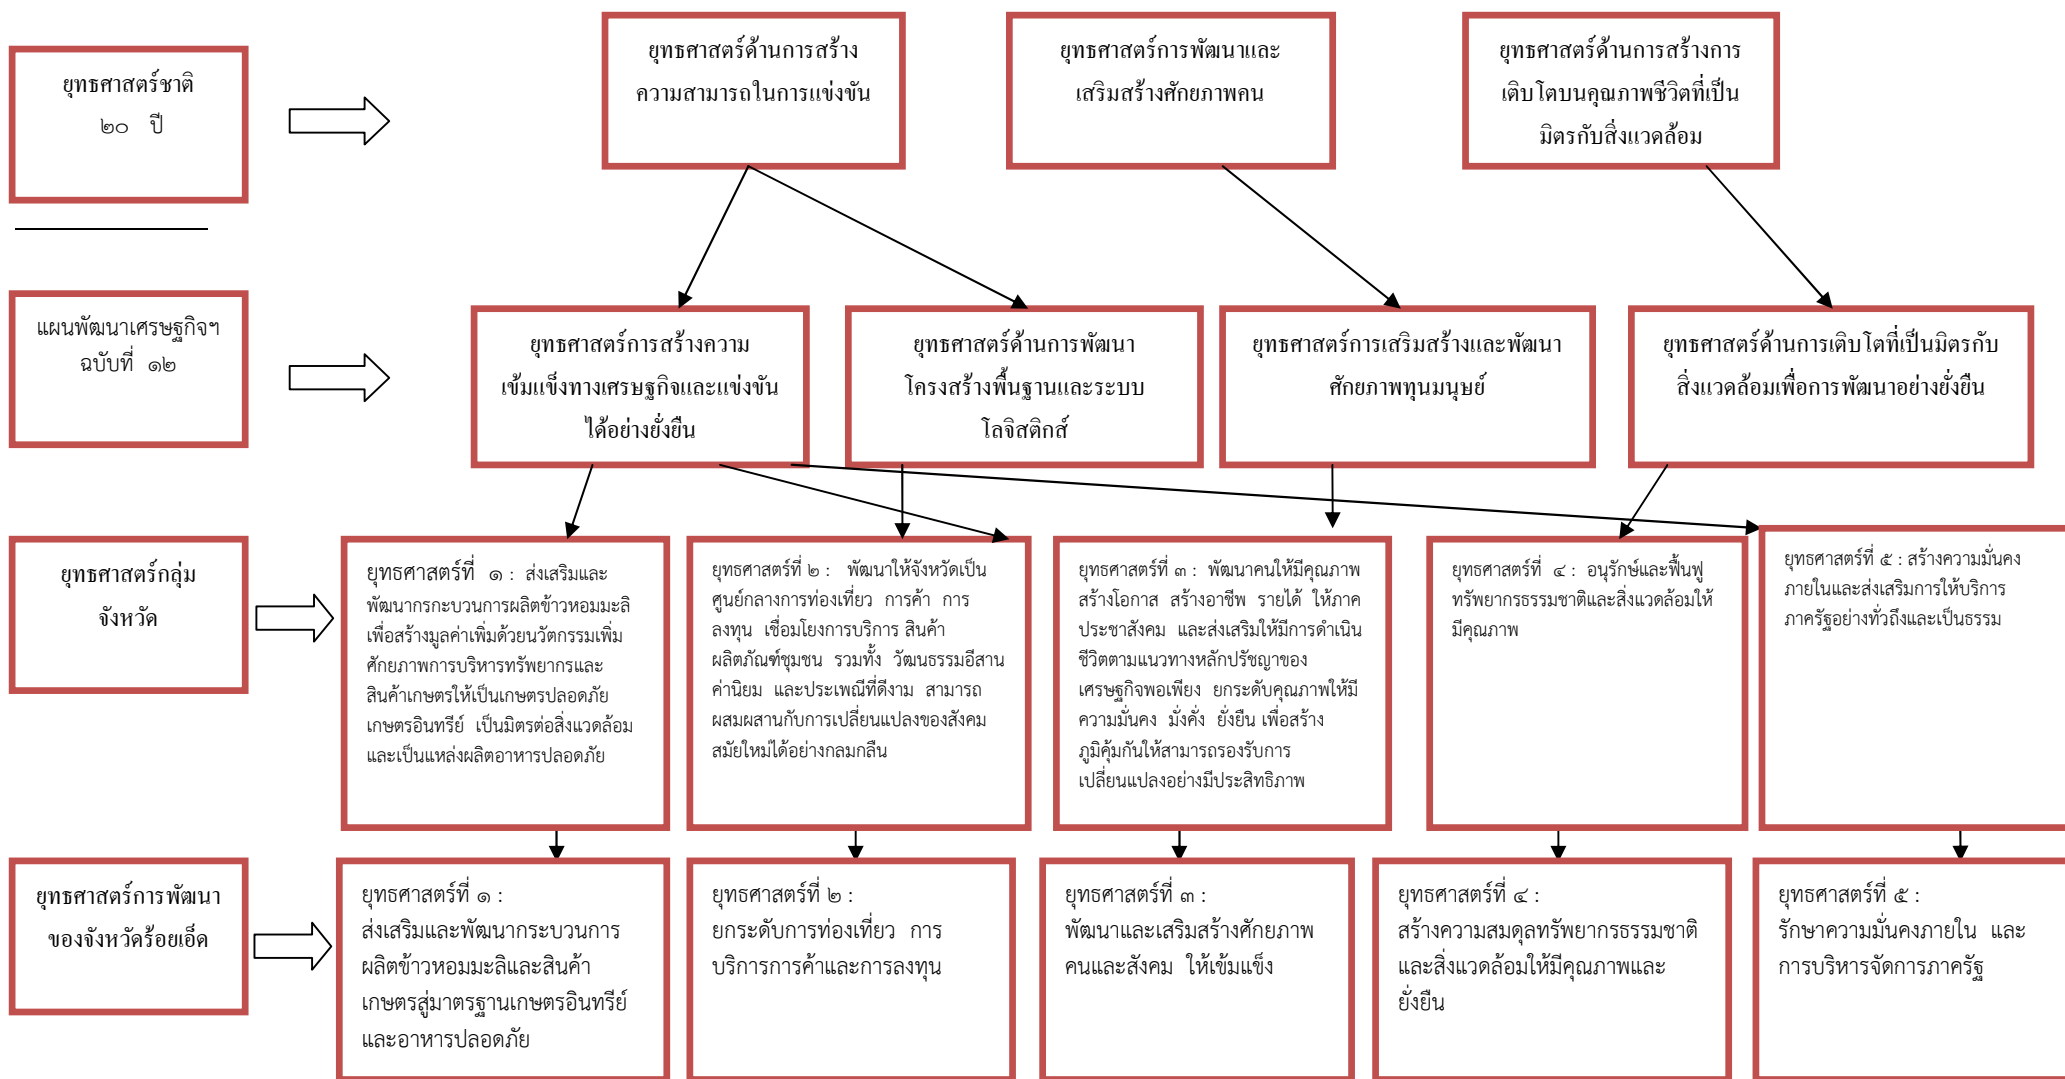 ยุทธศาสตร์ชาติ
๒๐ ปี
ยุทธศาสตร์ด้านการสร้าง
ความสามารถในการแข่งขัน
ยุทธศาสตร์การพัฒนาและ
เสริมสร้างศักยภาพคน
ยุทธศาสตร์ด้านการสร้างการ
เติบโตบนคุณภาพชีวิตที่เป็น
มิตรกับสิ่งแวดล้อม
แผนพัฒนาเศรษฐกิจฯ
ฉบับที่ ๑๒
ยุทธศาสตร์การสร้างความ
เข้มแข็งทางเศรษฐกิจและแข่งขัน
ได้อย่างยั่งยืน
ยุทธศาสตร์ด้านการพัฒนา
โครงสร้างพื้นฐานและระบบ
โลจิสติกส์
ยุทธศาสตร์การเสริมสร้างและพัฒนา
ศักยภาพทุนมนุษย์
ยุทธศาสตร์ด้านการเติบโตที่เป็นมิตรกับ
สิ่งแวดล้อมเพื่อการพัฒนาอย่างยั่งยืน
ยุทธศาสตร์กลุ่ม
จังหวัด
ยุทธศาสตร์ที่ ๑ : ส่งเสริมและ
พัฒนากรกะบวนการผลิตข้าวหอมมะลิ
เพื่อสร้างมูลค่าเพิ่มด้วยนวัตกรรมเพิ่ม
ศักยภาพการบริหารทรัพยากรและ
สินค้าเกษตรให้เป็นเกษตรปลอดภัย
เกษตรอินทรีย์ เป็นมิตรต่อสิ่งแวดล้อม
และเป็นแหล่งผลิตอาหารปลอดภัย
ยุทธศาสตร์ที่ ๒ : พัฒนาให้จังหวัดเป็น
ศูนย์กลางการท่องเที่ยว การค้า การ
ลงทุน เชื่อมโยงการบริการ สินค้า
ผลิตภัณฑ์ชุมชน รวมทั้ง วัฒนธรรมอีสาน
ค่านิยม และประเพณีที่ดีงาม สามารถ
ผสมผสานกับการเปลี่ยนแปลงของสังคม
สมัยใหม่ได้อย่างกลมกลืน
ยุทธศาสตร์ที่ ๓ : พัฒนาคนให้มีคุณภาพ
สร้างโอกาส สร้างอาชีพ รายได้ ให้ภาค
ประชาสังคม และส่งเสริมให้มีการดำเนิน
ชีวิตตามแนวทางหลักปรัชญาของ
เศรษฐกิจพอเพียง ยกระดับคุณภาพให้มี
ความมั่นคง มั่งคั่ง ยั่งยืน เพื่อสร้าง
ภูมิคุ้มกันให้สามารถรองรับการ
เปลี่ยนแปลงอย่างมีประสิทธิภาพ
ยุทธศาสตร์ที่ ๔ : อนุรักษ์และฟื้นฟู
ทรัพยากรธรรมชาติและสิ่งแวดล้อมให้
มีคุณภาพ
ยุทธศาสตร์ที่ ๕ : สร้างความมั่นคง
ภายในและส่งเสริมการให้บริการ
ภาครัฐอย่างทั่วถึงและเป็นธรรม
ยุทธศาสตร์การพัฒนา
ของจังหวัดร้อยเอ็ด
ยุทธศาสตร์ที่ ๑ :
ส่งเสริมและพัฒนากระบวนการ
ผลิตข้าวหอมมะลิและสินค้า
เกษตรสู่มาตรฐานเกษตรอินทรีย์
และอาหารปลอดภัย
ยุทธศาสตร์ที่ ๒ :
ยกระดับการท่องเที่ยว การ
บริการการค้าและการลงทุน
ยุทธศาสตร์ที่ ๓ :
พัฒนาและเสริมสร้างศักยภาพ
คนและสังคม ให้เข้มแข็ง
ยุทธศาสตร์ที่ ๔ :
สร้างความสมดุลทรัพยากรธรรมชาติ
และสิ่งแวดล้อมให้มีคุณภาพและ
ยั่งยืน
ยุทธศาสตร์ที่ ๕ :
รักษาความมั่นคงภายใน และ
การบริหารจัดการภาครัฐ